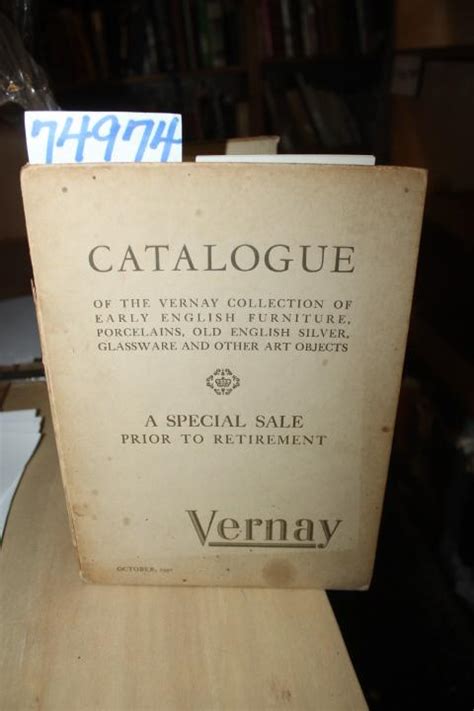 74974
CATALOGUE
OF THE VERNAY COLLECTION OF
EARLY ENGLISH FURNITURE,
PORCELAINS, OLD ENGLISH SILVER,
GLASSWARE AND OTHER ART OBJECTS
A SPECIAL SALE
PRIOR TO RETIREMENT
Vernay
OCTOBER,